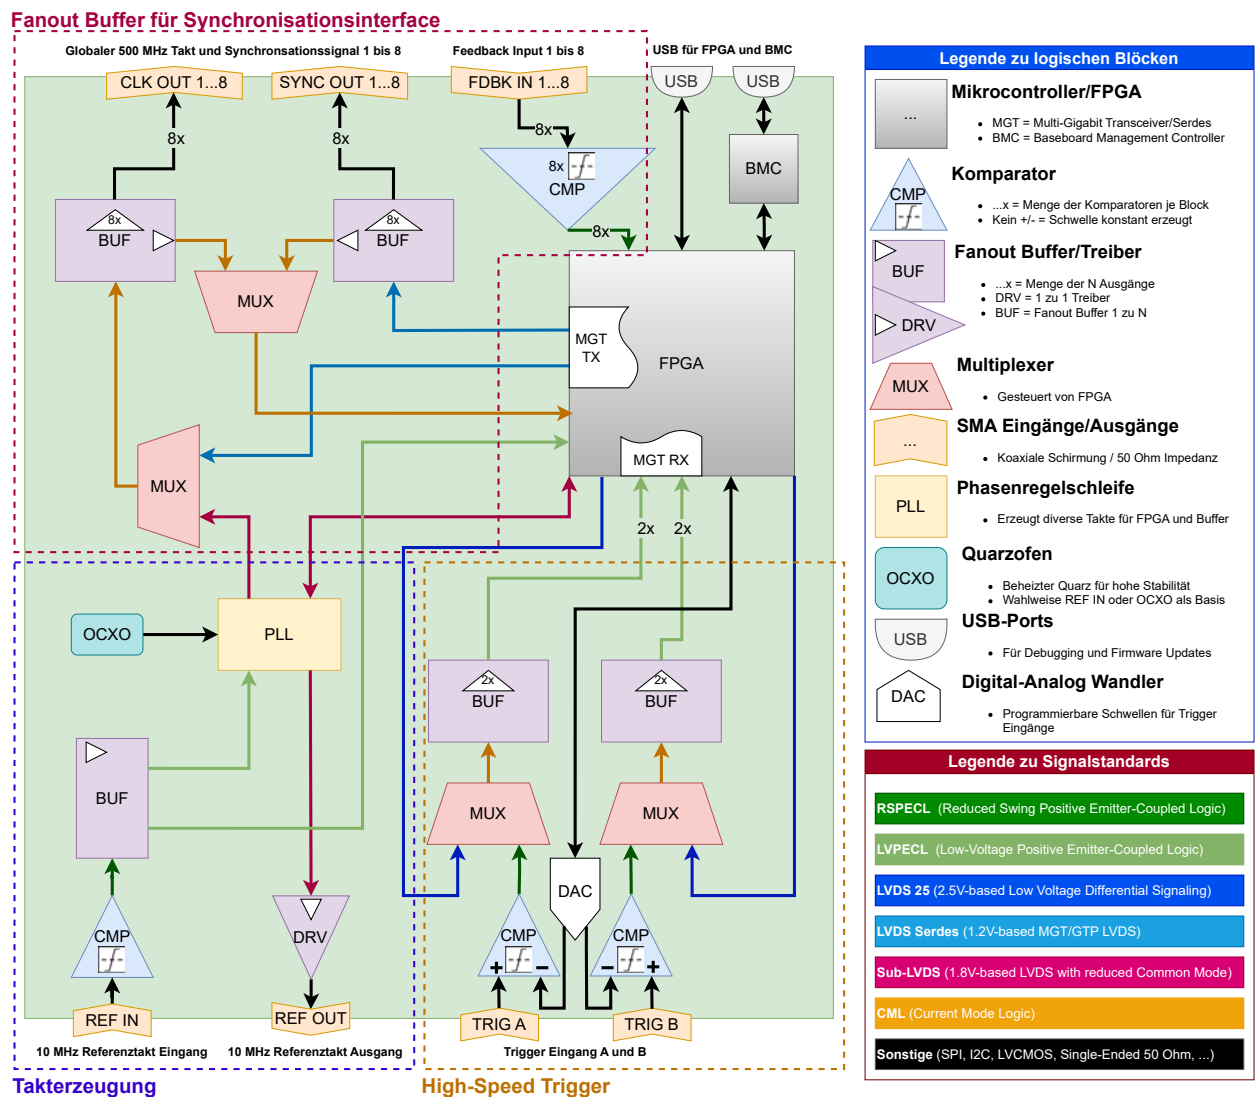 Fanout Buffer für Synchronisationsinterface
Globaler 500 MHz Takt und Synchronsationssignal 1 bis 8
Feedback Input 1 bis 8
USB für FPGA und BMC
CLK OUT 1...8
SYNC OUT 1...8
FDBK IN 1...8
USB
USB
8x
8x
8x
8x
CMP
BMC
8x
BUF
8x
BUF
8x
MUX
MGT
TX
FPGA
MUX
MGT RX
2x
2x
OCXO
PLL
2x
BUF
2x
BUF
BUF
MUX
MUX
DAC
CMP
DRV
CMP
+
−
CMP
−
+
REF IN
REF OUT
TRIG A
TRIG B
10 MHz Referenztakt Eingang
10 MHz Referenztakt Ausgang
Trigger Eingang A und B
Takterzeugung
High-Speed Trigger
Legende zu logischen Blöcken
...
Mikrocontroller/FPGA
• MGT = Multi-Gigabit Transceiver/Serdes
• BMC = Baseboard Management Controller
CMP
Komparator
• ...x = Menge der Komparatoren je Block
• Kein +/- = Schwelle konstant erzeugt
BUF
DRV
Fanout Buffer/Treiber
• ...x = Menge der N Ausgänge
• DRV = 1 zu 1 Treiber
• BUF = Fanout Buffer 1 zu N
MUX
Multiplexer
• Gesteuert von FPGA
...
SMA Eingänge/Ausgänge
• Koaxiale Schirmung / 50 Ohm Impedanz
PLL
Phasenregelschleife
• Erzeugt diverse Takte für FPGA und Buffer
OCXO
Quarzofen
• Beheizter Quarz für hohe Stabilität
• Wahlweise REF IN oder OCXO als Basis
USB
USB-Ports
• Für Debugging und Firmware Updates
DAC
Digital-Analog Wandler
• Programmierbare Schwellen für Trigger
Eingänge
Legende zu Signalstandards
RSPECL (Reduced Swing Positive Emitter-Coupled Logic)
LVPECL (Low-Voltage Positive Emitter-Coupled Logic)
LVDS 25 (2.5V-based Low Voltage Differential Signaling)
LVDS Serdes (1.2V-based MGT/GTP LVDS)
Sub-LVDS (1.8V-based LVDS with reduced Common Mode)
CML (Current Mode Logic)
Sonstige (SPI, I2C, LVCMOS, Single-Ended 50 Ohm, ...)